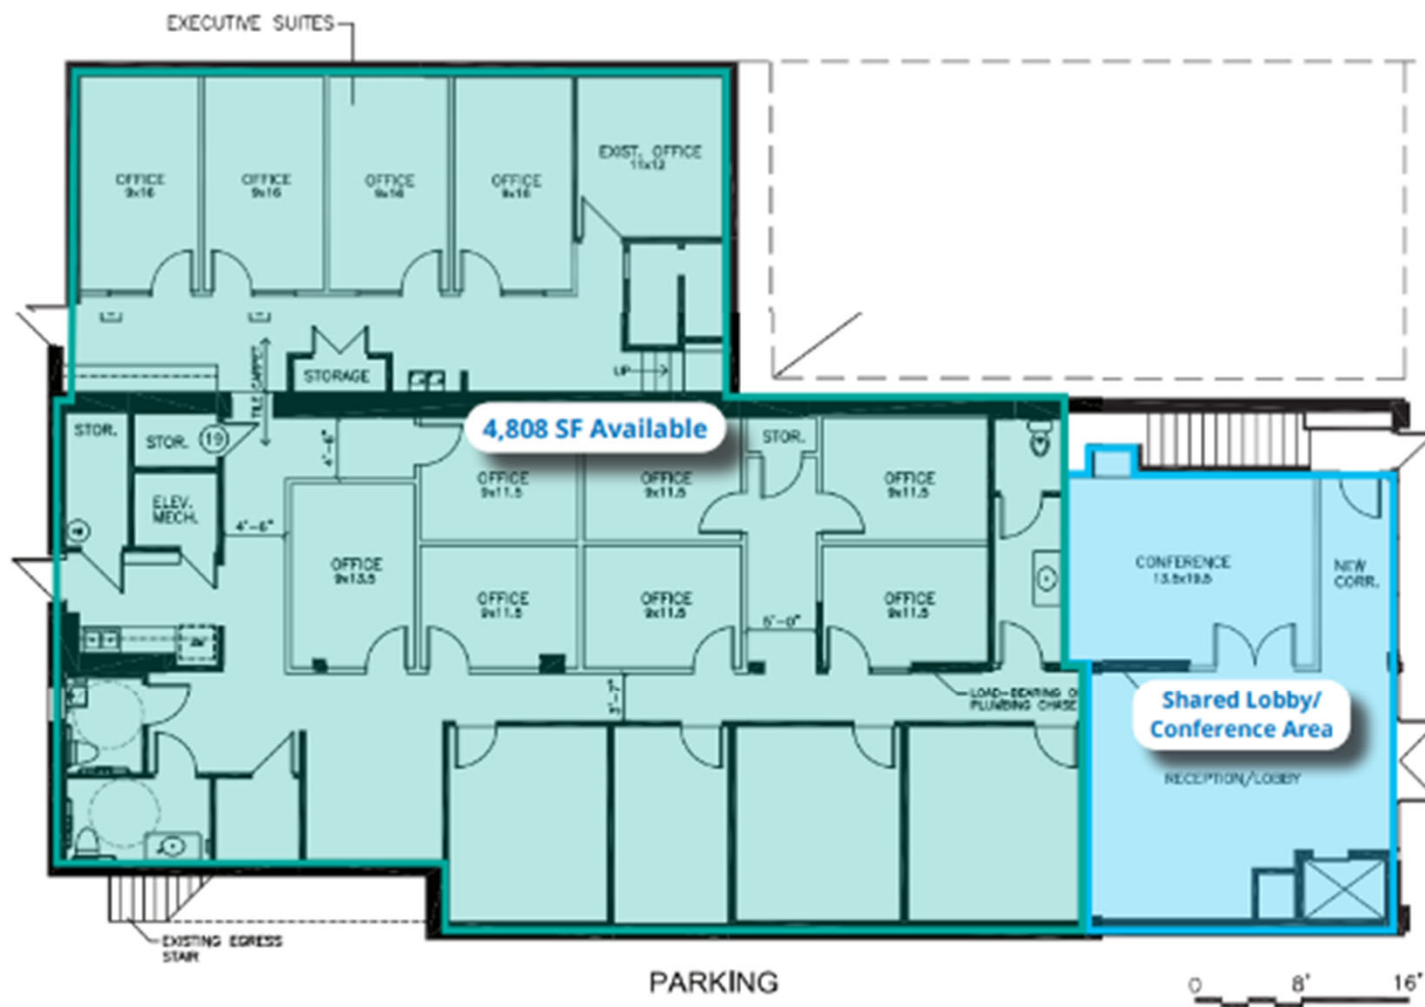 EXECUTIVE SUITES
OFFICE
9x16
OFFICE
9x16
OFFICE
9x16
OFFICE
9x16
EXIST. OFFICE
11x12
STORAGE
TILE
CARPET
UP
4,808 SF Available
STOR.
STOR.
19
4'-6"
STOR.
OFFICE
9x11.5
OFFICE
9x11.5
OFFICE
9x11.5
ELEV.
MECH.
4'-6"
OFFICE
9x13.5
OFFICE
9x11.5
OFFICE
9x11.5
OFFICE
9x11.5
CONFERENCE
13.5x19.5
NEW
CORR.
5'-0"
LOAD-BEARING O
PLUMBING CHASE
Shared Lobby/
Conference Area
RECEPTION/LOBBY
EXISTING EGRESS
STAIR
PARKING
0 8' 16'